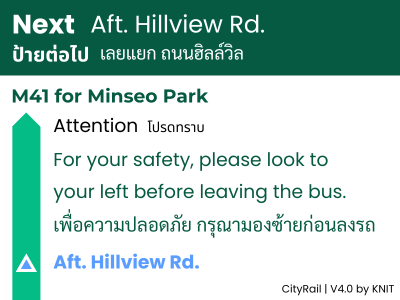 Next Aft. Hillview Rd.
ป้ายต่อไป เลยแยก ถนนฮิลล์วิล
M41 for Minseo Park
Attention โปรดทราบ
For your safety, please look to
your left before leaving the bus.
เพื่อความปลอดภัย กรุณามองซ้ายก่อนลงรถ
Aft. Hillview Rd.
CityRail | V4.0 by KNIT